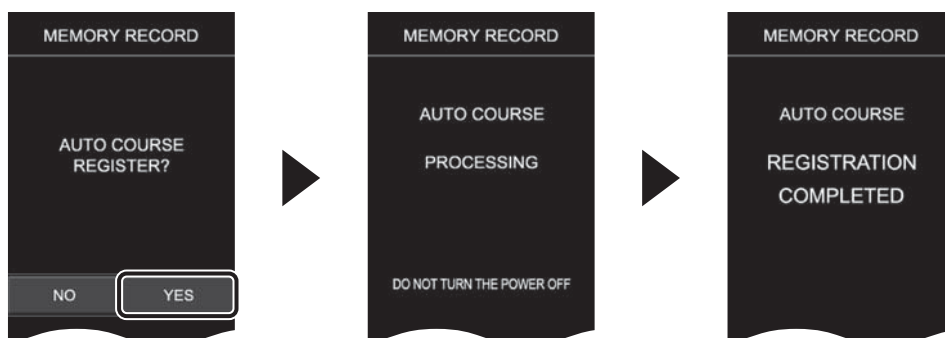 MEMORY RECORD
AUTO COURSE
REGISTER?
NO
YES
MEMORY RECORD
AUTO COURSE
PROCESSING
DO NOT TURN THE POWER OFF
MEMORY RECORD
AUTO COURSE
REGISTRATION
COMPLETED